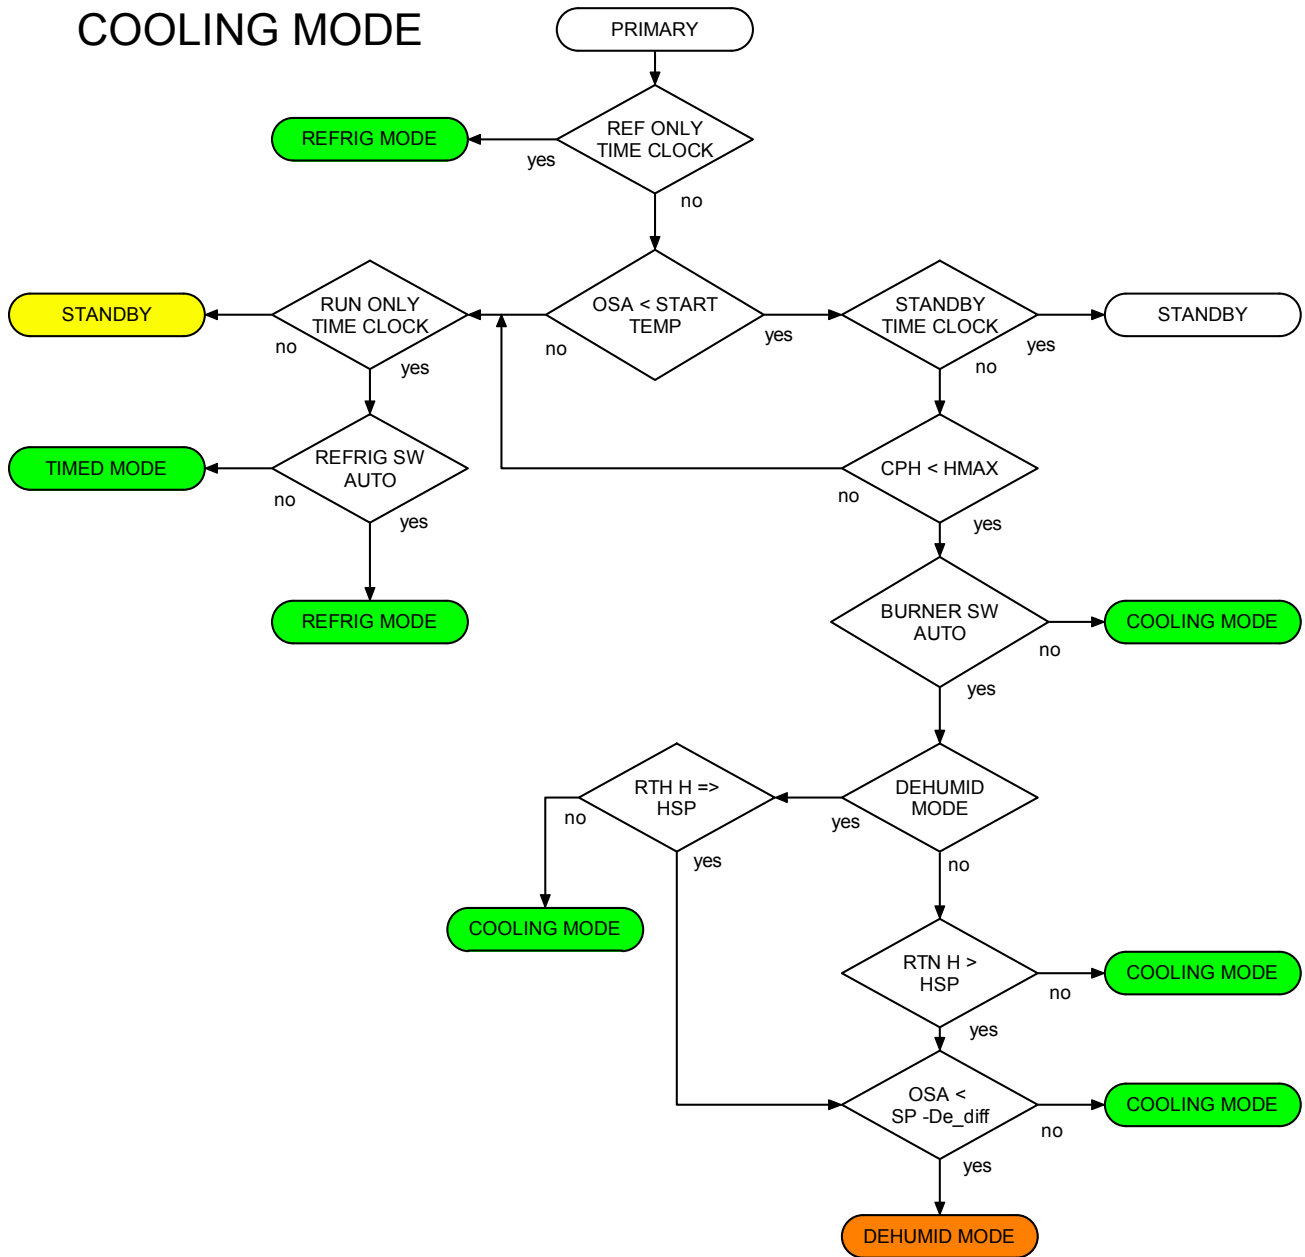 COOLING MODE
PRIMARY
REF ONLY
TIME CLOCK
REFRIG MODE
yes
no
OSA < START
TEMP
RUN ONLY
TIME CLOCK
STANDBY
STANDBY
TIME CLOCK
STANDBY
no
yes
no
yes
no
yes
REFRIG SW
AUTO
TIMED MODE
CPH < HMAX
no
yes
no
yes
REFRIG MODE
BURNER SW
AUTO
COOLING MODE
no
yes
RTH H =>
HSP
DEHUMID
MODE
no
yes
yes
no
COOLING MODE
RTN H >
HSP
COOLING MODE
no
yes
OSA <
SP -De_diff
COOLING MODE
no
yes
DEHUMID MODE